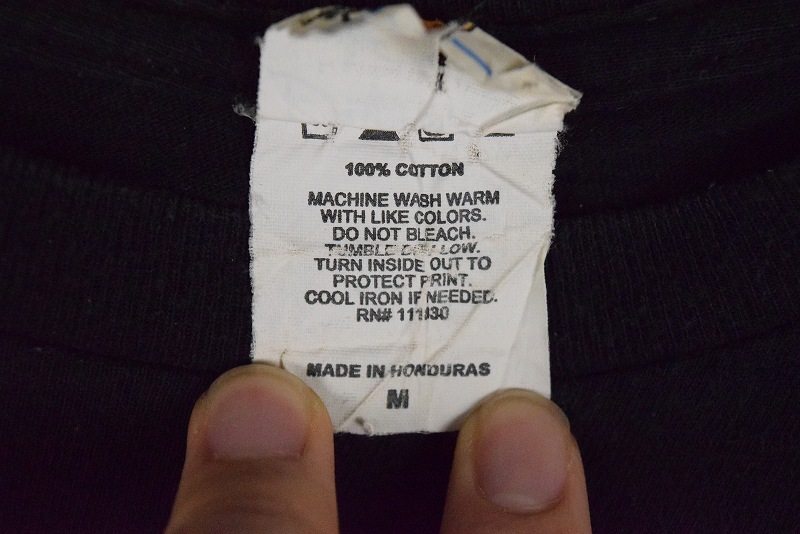 100% COTTON
MACHINE WASH WARM
WITH LIKE COLORS.
DO NOT BLEACH.
TUMBLE DRY LOW.
TURN INSIDE OUT TO
PROTECT PRINT.
COOL IRON IF NEEDED.
RN#
MADE IN HONDURAS
M